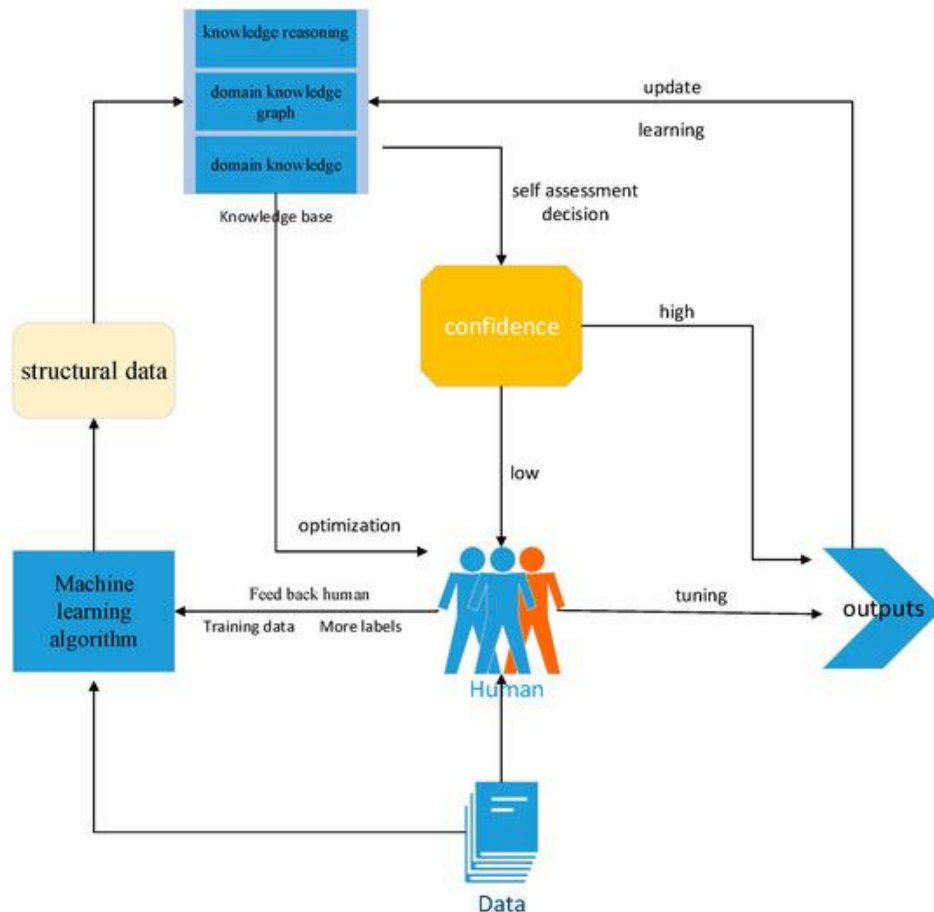 knowledge reasoning
domain knowledge
graph
domain knowledge
Knowledge base
update
learning
self assessment
decision
confidence
high
structural data
low
optimization
Machine
learning
algorithm
Feed back human
Training data More labels
Human
tuning
outputs
Data